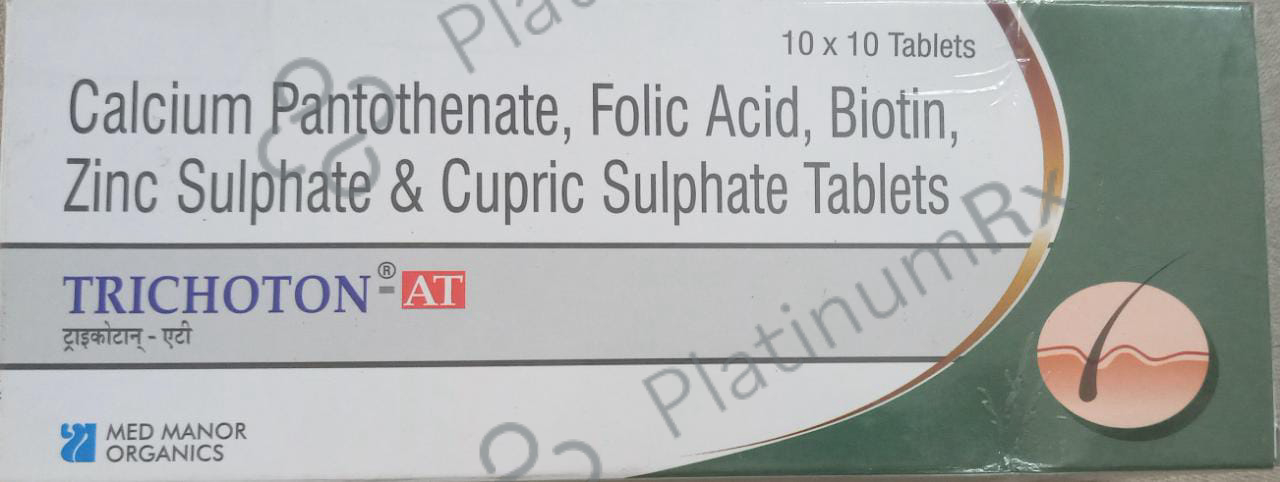 10 x 10 Tablets
Calcium Pantothenate, Folic Acid, Biotin,
Zinc Sulphate & Cupric Sulphate Tablets
TRICHOTON®-AT
ट्राइकोटान् - एटी
MED MANOR
ORGANICS
Pla
PlatinumRx